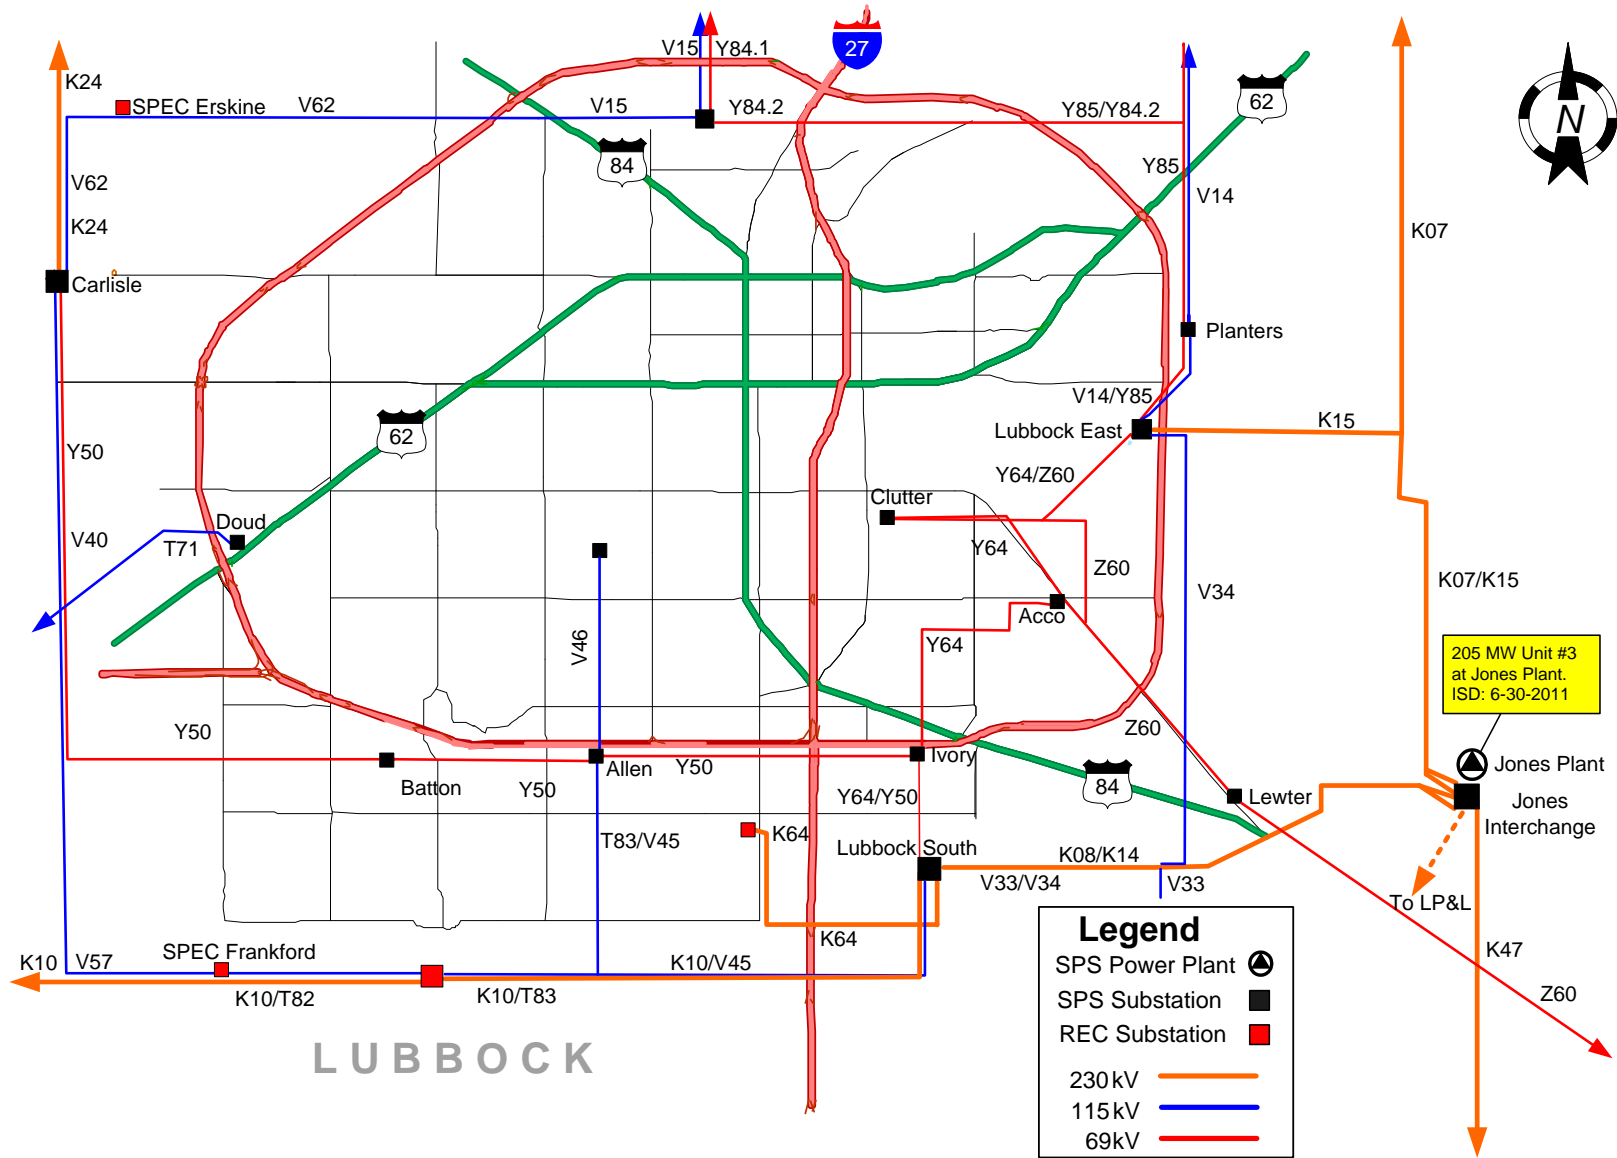 27
V15
Y84.1
K24
SPEC Erskine
V62
V15
Y84.2
Y85/Y84.2
62
N
84
Y85
V62
V14
K24
K07
Carlisle
Planters
V14/Y85
K15
62
Lubbock East
Y50
Y64/Z60
Clutter
Doud
V40
T71
Y64
Z60
K07/K15
V34
Acco
V46
Y64
205 MW Unit #3
at Jones Plant.
ISD: 6-30-2011
Y50
Z60
Ivory
Allen
Y50
Jones Plant
Batton
Y50
Y64/Y50
84
Lewter
Jones
Interchange
T83/V45
K64
Lubbock South
K08/K14
V33/V34
V33
To LP&L
K64
Legend
SPEC Frankford
K10
V57
K10/V45
K47
K10/T82
K10/T83
Z60
SPS Power Plant
SPS Substation
REC Substation
LUBBOCK
230kV
115kV
69kV